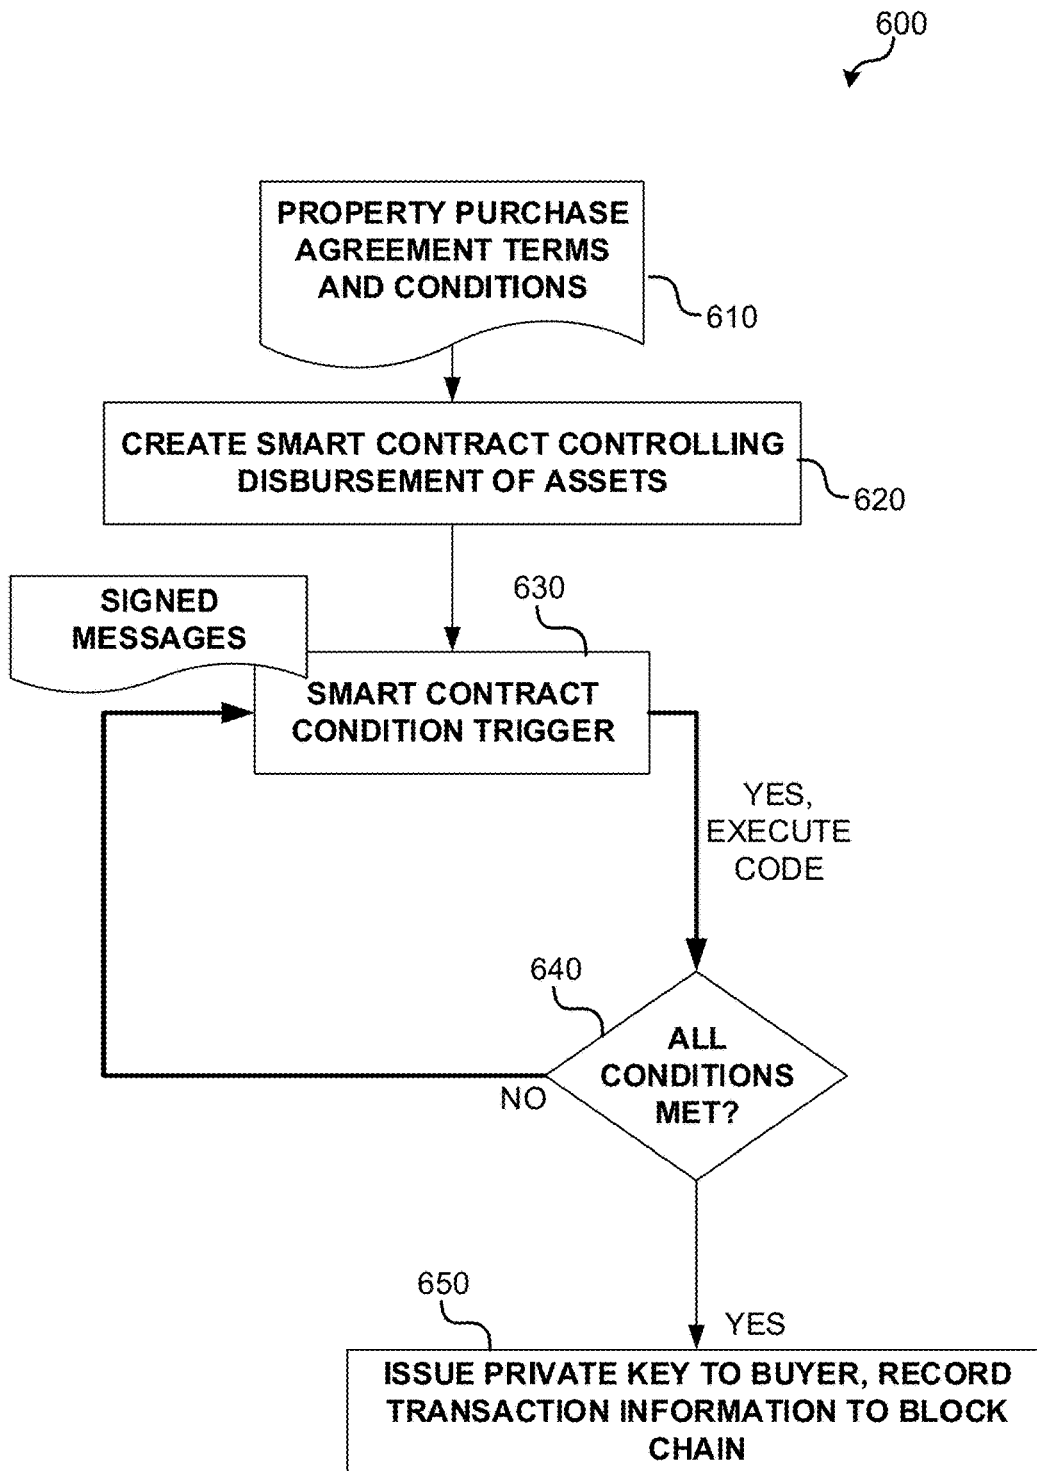 600
PROPERTY PURCHASE
AGREEMENT TERMS
AND CONDITIONS
610
CREATE SMART CONTRACT CONTROLLING
DISBURSEMENT OF ASSETS
620
SIGNED
MESSAGES
630
SMART CONTRACT
CONDITION TRIGGER
YES,
EXECUTE
CODE
640
ALL
CONDITIONS
MET?
NO
650
YES
ISSUE PRIVATE KEY TO BUYER, RECORD
TRANSACTION INFORMATION TO BLOCK
CHAIN